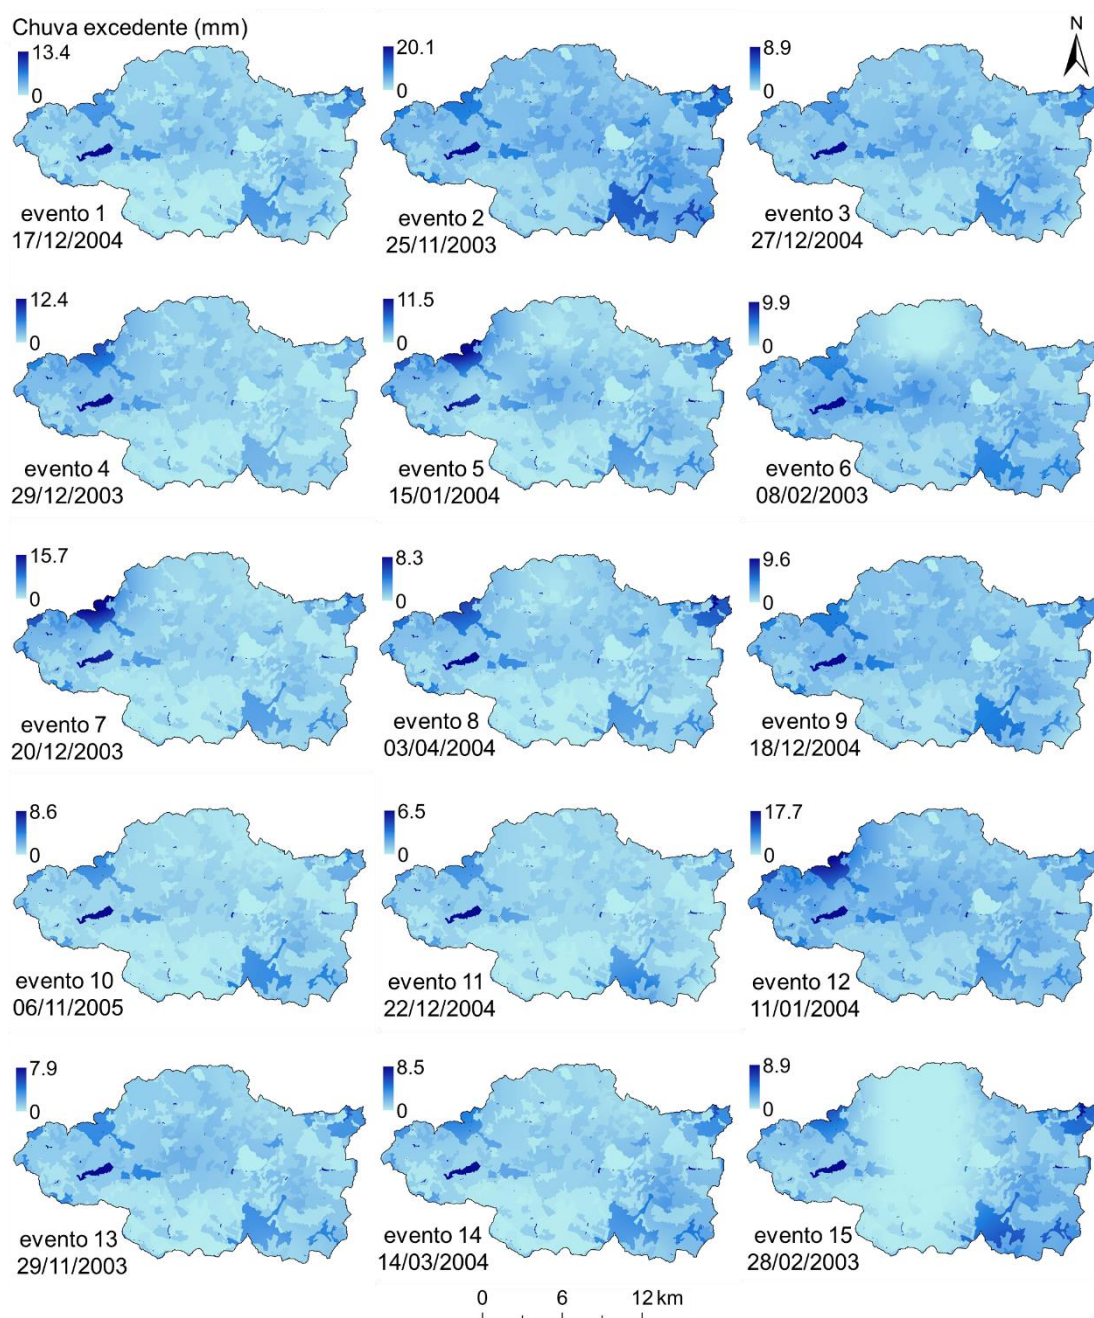 Chuva excedente (mm)
13.4
0
evento 1
17/12/2004
20.1
0
evento 2
25/11/2003
8.9
0
evento 3
27/12/2004
N
12.4
0
evento 4
29/12/2003
11.5
0
evento 5
15/01/2004
9.9
0
evento 6
08/02/2003
15.7
0
evento 7
20/12/2003
8.3
0
evento 8
03/04/2004
9.6
0
evento 9
18/12/2004
8.6
0
evento 10
06/11/2005
6.5
0
evento 11
22/12/2004
17.7
0
evento 12
11/01/2004
7.9
0
evento 13
29/11/2003
8.5
0
evento 14
14/03/2004
8.9
0
evento 15
28/02/2003
0 6 12 km